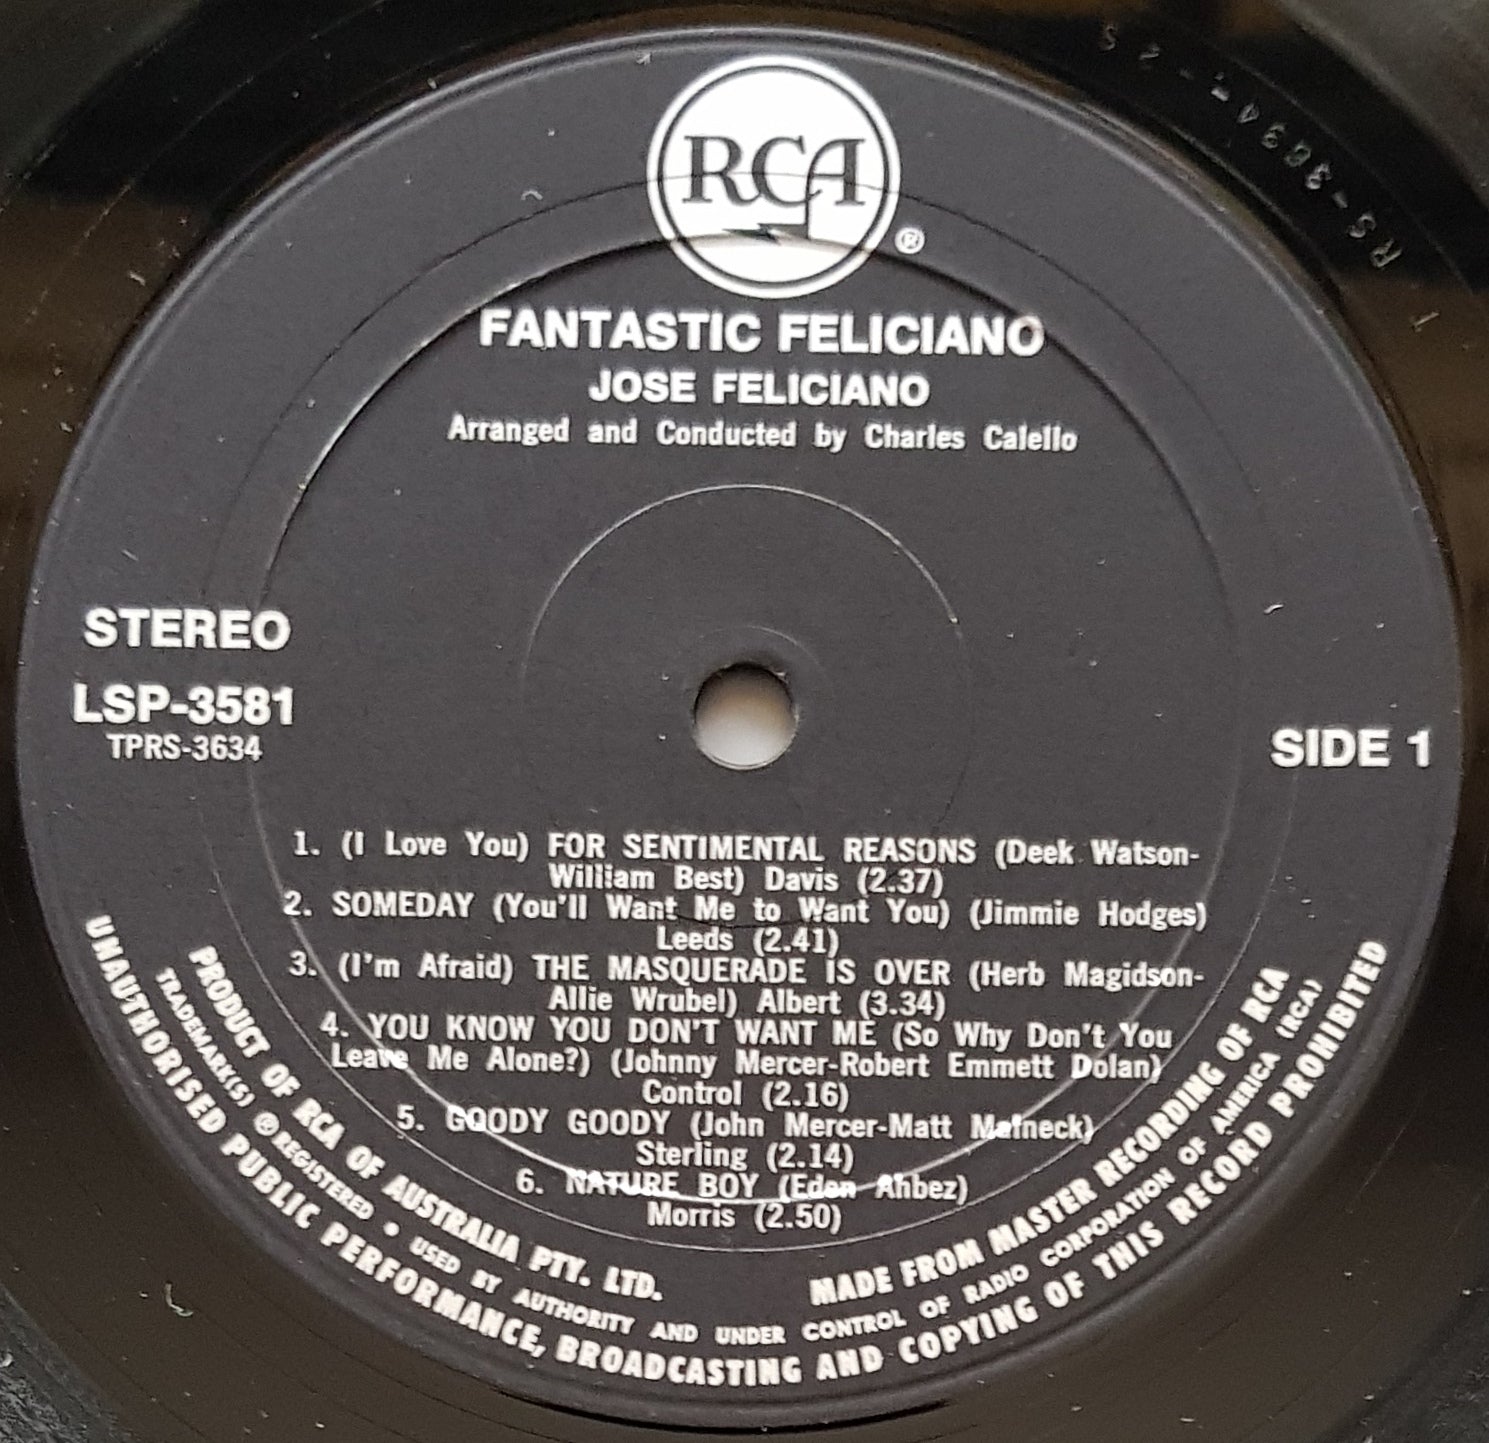 RCA
®
FANTASTIC FELICIANO
JOSE FELICIANO
Arranged and Conducted by Charles Calello
STEREO
LSP-3581
TPRS-3634
SIDE 1
1. (I Love You) FOR SENTIMENTAL REASONS (Deek Watson-
William Best) Davis (2.37)
2. SOMEDAY (You'll Want Me to Want You) (Jimmie Hodges)
Leeds (2.41)
3. (I'm Afraid) THE MASQUERADE IS OVER (Herb Magidson-
Allie Wrubel) Albert (3.34)
4. YOU KNOW YOU DON'T WANT ME (So Why Don't You
Leave Me Alone?) (Johnny Mercer-Robert Emmett Dolan)
Control (2.16)
5. GOODY GOODY (John Mercer-Matt Malneck)
Sterling (2.14)
6. NATURE BOY (Eden Ahbez)
Morris (2.50)
PRODUCT OF RCA OF AUSTRALIA PTY. LTD. MADE FROM MASTER RECORDING OF RCA
TRADEMARK(S) ® REGISTERED • USED BY AUTHORITY AND UNDER CONTROL OF RADIO CORPORATION OF AMERICA (RCA)
UNAUTHORISED PUBLIC PERFORMANCE, BROADCASTING AND COPYING OF THIS RECORD PROHIBITED